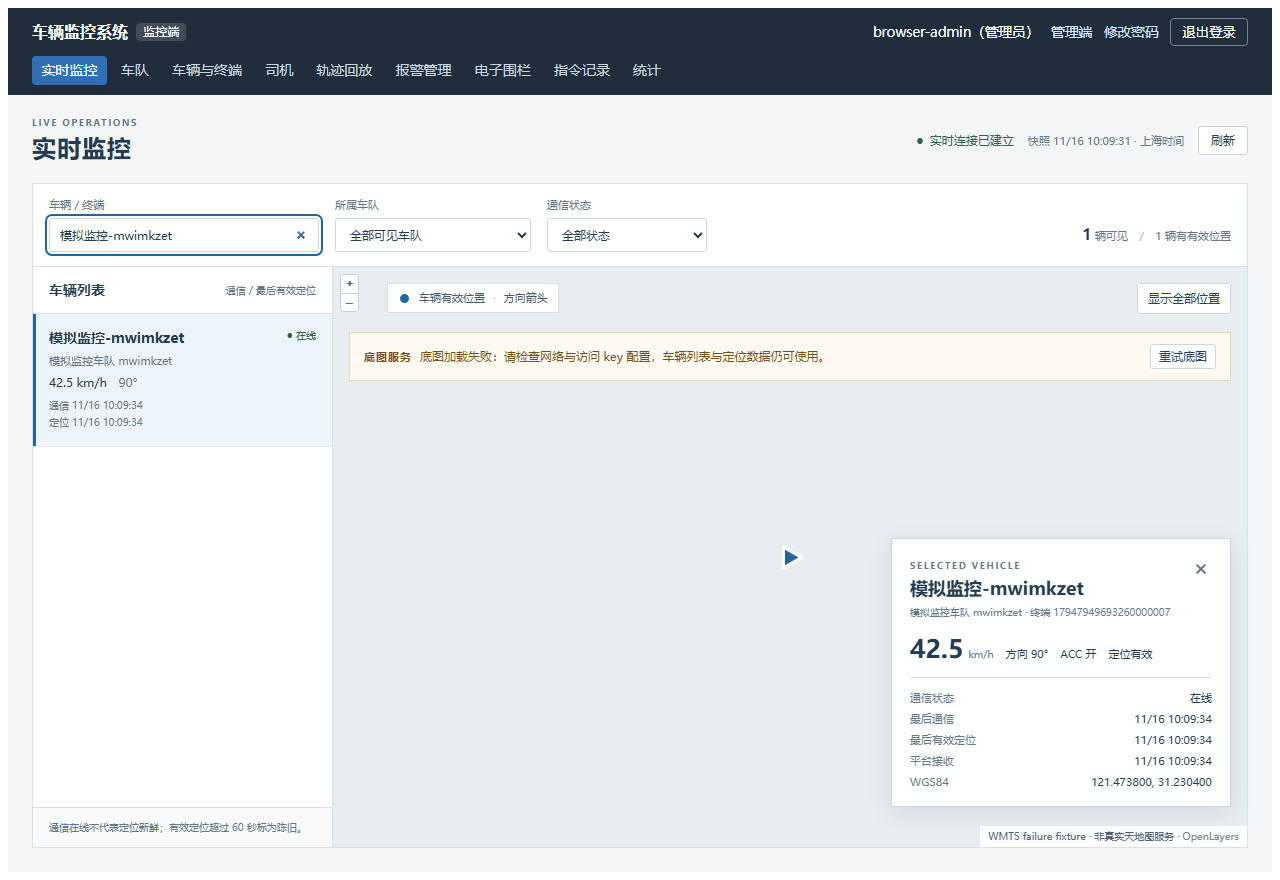 车辆监控系统 监控端
browser-admin（管理员） 管理端 修改密码 退出登录
实时监控 车队 车辆与终端 司机 轨迹回放 报警管理 电子围栏 指令记录 统计
LIVE OPERATIONS
实时监控
实时连接已建立 快照 11/16 10:09:31 · 上海时间 刷新
车辆 / 终端 所属车队 通信状态
模拟监控-mwimkzet × 全部可见车队 全部状态
1 辆可见 / 1 辆有有效位置
车辆列表 通信 / 最后有效定位
模拟监控-mwimkzet 在线
模拟监控车队 mwimkzet
42.5 km/h 90°
通信 11/16 10:09:34
定位 11/16 10:09:34
通信在线不代表定位新鲜；有效定位超过 60 秒标为陈旧。
+
–
车辆有效位置 · 方向箭头
显示全部位置
底图服务 底图加载失败：请检查网络与访问 key 配置，车辆列表与定位数据仍可使用。 重试底图
SELECTED VEHICLE ×
模拟监控-mwimkzet
模拟监控车队 mwimkzet · 终端 17947949693260000007
42.5 km/h 方向 90° ACC 开 定位有效
通信状态 在线
最后通信 11/16 10:09:34
最后有效定位 11/16 10:09:34
平台接收 11/16 10:09:34
WGS84 121.473800, 31.230400
WMTS failure fixture · 非真实天地图服务 · OpenLayers